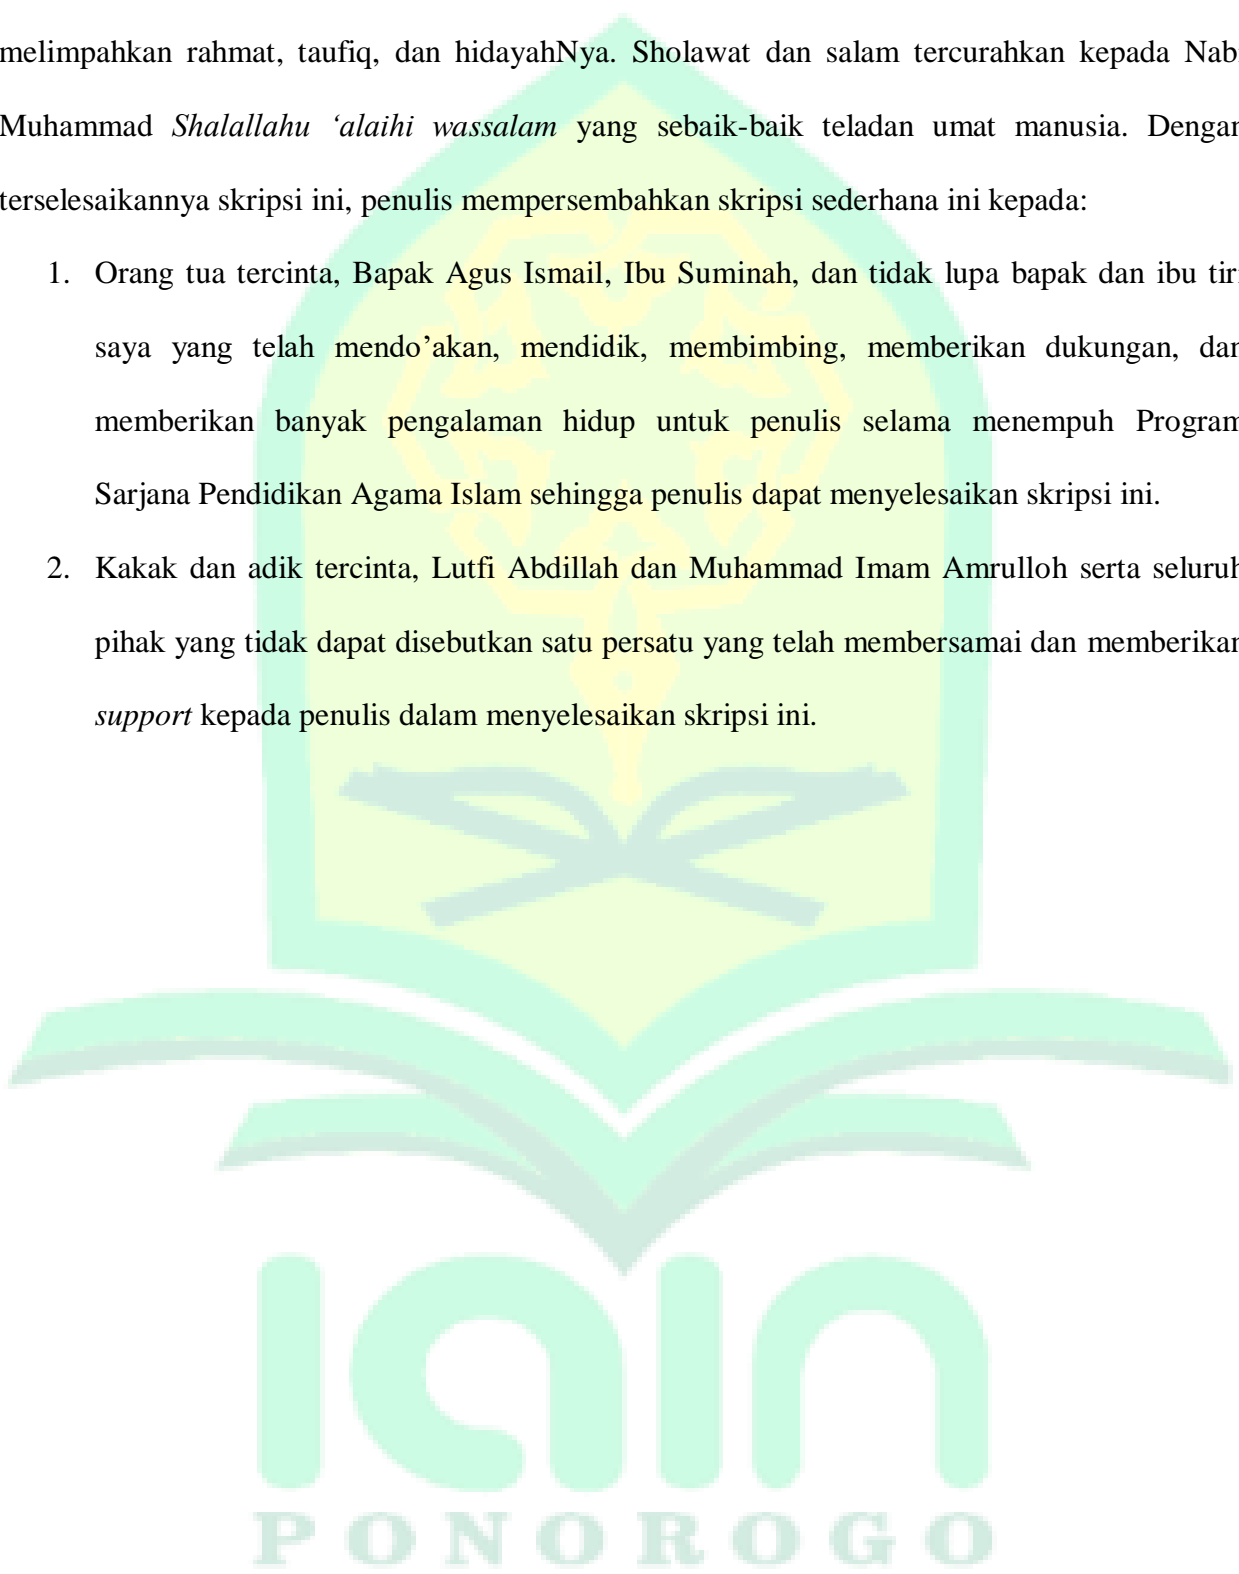 melimpahkan rahmat, taufiq, dan hidayahNya. Sholawat dan salam tercurahkan kepada Nabi
Muhammad Shalallahu ‘alaihi wassalam yang sebaik-baik teladan umat manusia. Dengan
terselesaikannya skripsi ini, penulis mempersembahkan skripsi sederhana ini kepada:
1. Orang tua tercinta, Bapak Agus Ismail, Ibu Suminah, dan tidak lupa bapak dan ibu tiri
saya yang telah mendo’akan, mendidik, membimbing, memberikan dukungan, dan
memberikan banyak pengalaman hidup untuk penulis selama menempuh Program
Sarjana Pendidikan Agama Islam sehingga penulis dapat menyelesaikan skripsi ini.
2. Kakak dan adik tercinta, Lutfi Abdillah dan Muhammad Imam Amrulloh serta seluruh
pihak yang tidak dapat disebutkan satu persatu yang telah membersamai dan memberikan
support kepada penulis dalam menyelesaikan skripsi ini.
iain
PONOROGO